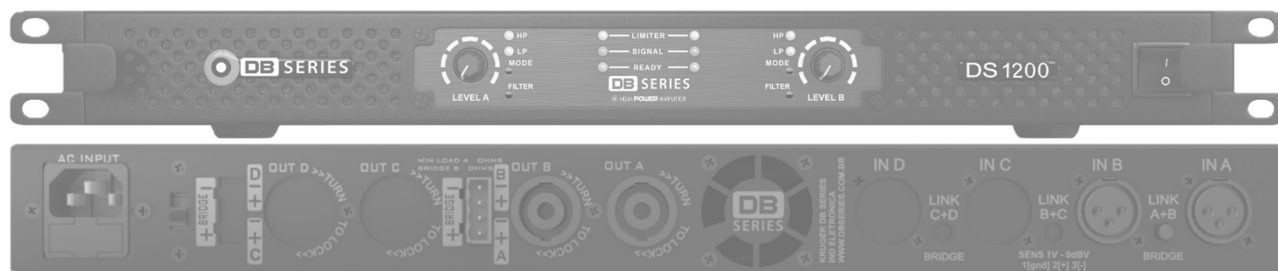 DB SERIES
LEVEL A
HP
LP
MODE
FILTER
LIMITER
SIGNAL
READY
DB SERIES
HIGH POWER AMPLIFIER
HP
LP
MODE
FILTER
LEVEL B
DS 1200
I
O
AC INPUT
BRIDGE
- +
D - + C
OUT D
>>TURN
TO LOCK>>
OUT C
>>TURN
TO LOCK>>
MIN LOAD 4 OHMS
BRIDGE 8 OHMS
BRIDGE
- +
B - + A
OUT B
>>TURN
TO LOCK>>
OUT A
>>TURN
TO LOCK>>
DB
SERIES
KRUGER DB SERIES
IND ELETRONICA
WWW.DBSERIES.COM.BR
IN D
LINK
C+D
BRIDGE
IN C
LINK
B+C
SENS 1V - 0dBV
1[gnd] 2[+] 3[-]
IN B
LINK
A+B
BRIDGE
IN A